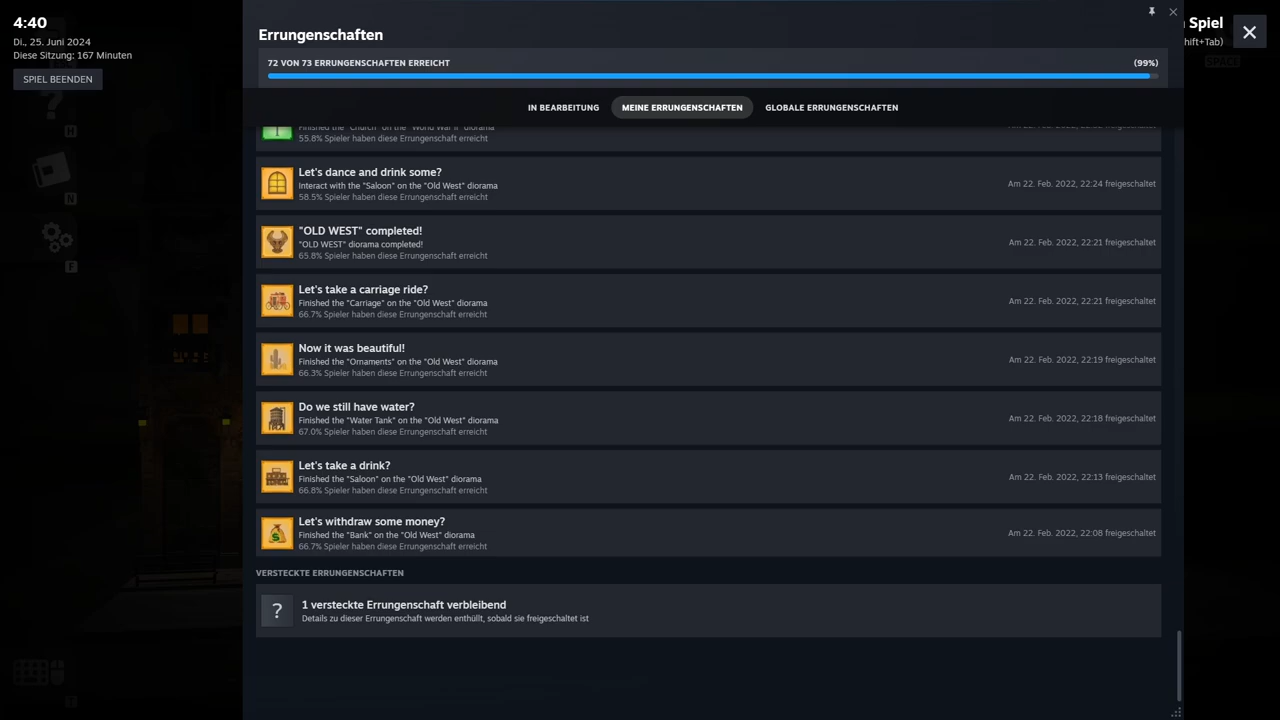 4:40
Di., 25. Juni 2024
Diese Sitzung: 167 Minuten
SPIEL BEENDEN
H
N
F
Errungenschaften
72 VON 73 ERRUNGENSCHAFTEN ERREICHT
(99%)
IN BEARBEITUNG
MEINE ERRUNGENSCHAFTEN
GLOBALE ERRUNGENSCHAFTEN
Spiel
hift+Tab)
SPACE
Finished the "Church" on the "World War II" diorama
55.8% Spieler haben diese Errungenschaft erreicht
Let's dance and drink some?
Interact with the "Saloon" on the "Old West" diorama
58.5% Spieler haben diese Errungenschaft erreicht
Am 22. Feb. 2022, 22:24 freigeschaltet
"OLD WEST" completed!
"OLD WEST" diorama completed!
65.8% Spieler haben diese Errungenschaft erreicht
Am 22. Feb. 2022, 22:21 freigeschaltet
Let's take a carriage ride?
Finished the "Carriage" on the "Old West" diorama
66.7% Spieler haben diese Errungenschaft erreicht
Am 22. Feb. 2022, 22:21 freigeschaltet
Now it was beautiful!
Finished the "Ornaments" on the "Old West" diorama
66.3% Spieler haben diese Errungenschaft erreicht
Am 22. Feb. 2022, 22:19 freigeschaltet
Do we still have water?
Finished the "Water Tank" on the "Old West" diorama
67.0% Spieler haben diese Errungenschaft erreicht
Am 22. Feb. 2022, 22:18 freigeschaltet
Let's take a drink?
Finished the "Saloon" on the "Old West" diorama
66.8% Spieler haben diese Errungenschaft erreicht
Am 22. Feb. 2022, 22:13 freigeschaltet
Let's withdraw some money?
Finished the "Bank" on the "Old West" diorama
66.7% Spieler haben diese Errungenschaft erreicht
Am 22. Feb. 2022, 22:08 freigeschaltet
VERSTECKTE ERRUNGENSCHAFTEN
?
1 versteckte Errungenschaft verbleibend
Details zu dieser Errungenschaft werden enthüllt, sobald sie freigeschaltet ist